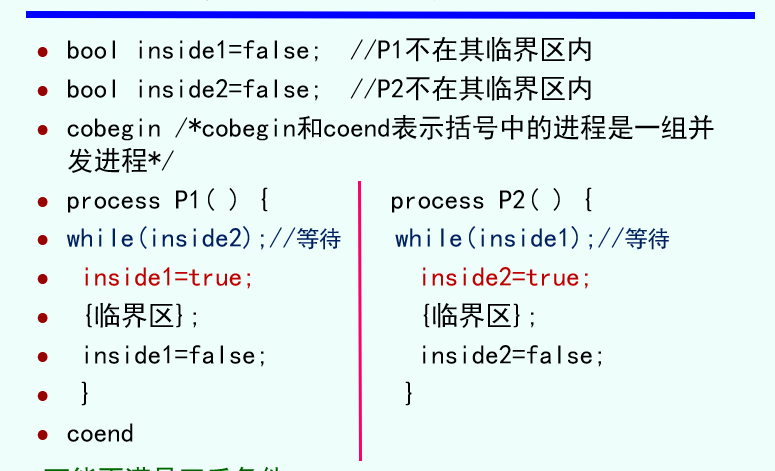 bool inside1=false; //P1不在其临界区内
bool inside2=false; //P2不在其临界区内
cobegin /*cobegin和coend表示括号中的进程是一组并
发进程*/
process P1( ) { process P2( ) {
while(inside2);//等待 while(inside1);//等待
inside1=true; inside2=true;
{临界区}; {临界区};
inside1=false; inside2=false;
} }
coend